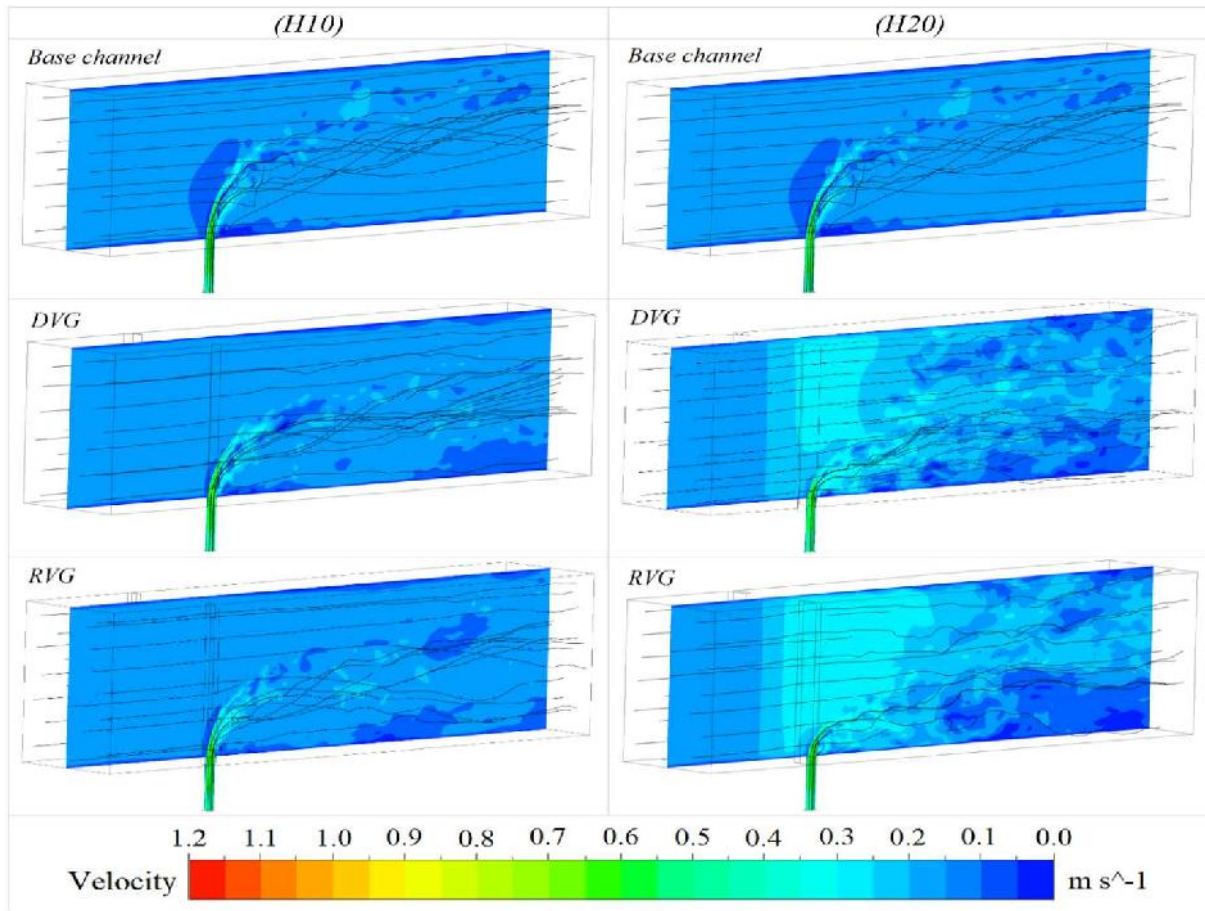 (H10) (H20)
Base channel Base channel
DVG DVG
RVG RVG
1.2 1.1 1.0 0.9 0.8 0.7 0.6 0.5 0.4 0.3 0.2 0.1 0.0
Velocity m s^-1